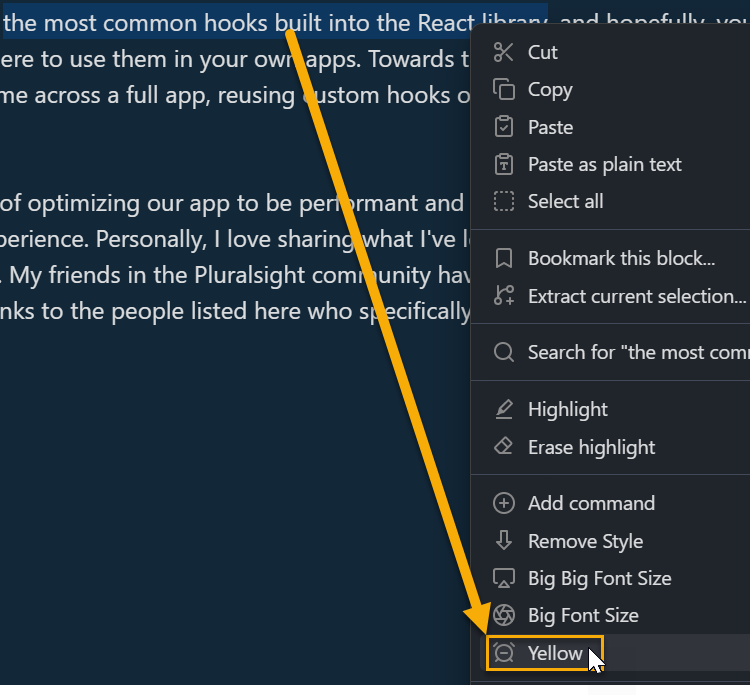 the most common hooks built into the React library, and hopefully, you
ere to use them in your own apps. Towards t
me across a full app, reusing custom hooks o
of optimizing our app to be performant and
perience. Personally, I love sharing what I've l
. My friends in the Pluralsight community hav
nks to the people listed here who specifically
Cut
Copy
Paste
Paste as plain text
Select all
Bookmark this block...
Extract current selection...
Search for "the most com
Highlight
Erase highlight
Add command
Remove Style
Big Big Font Size
Big Font Size
Yellow